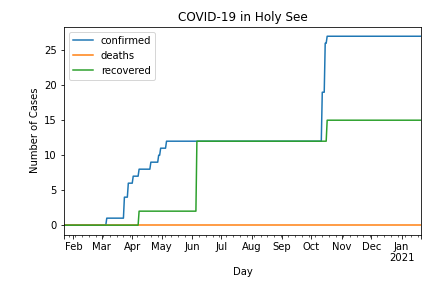 COVID-19 in Holy See
confirmed
deaths
recovered
Number of Cases
25
20
15
10
5
0
Feb Mar Apr May Jun Jul Aug Sep Oct Nov Dec Jan
2021
Day